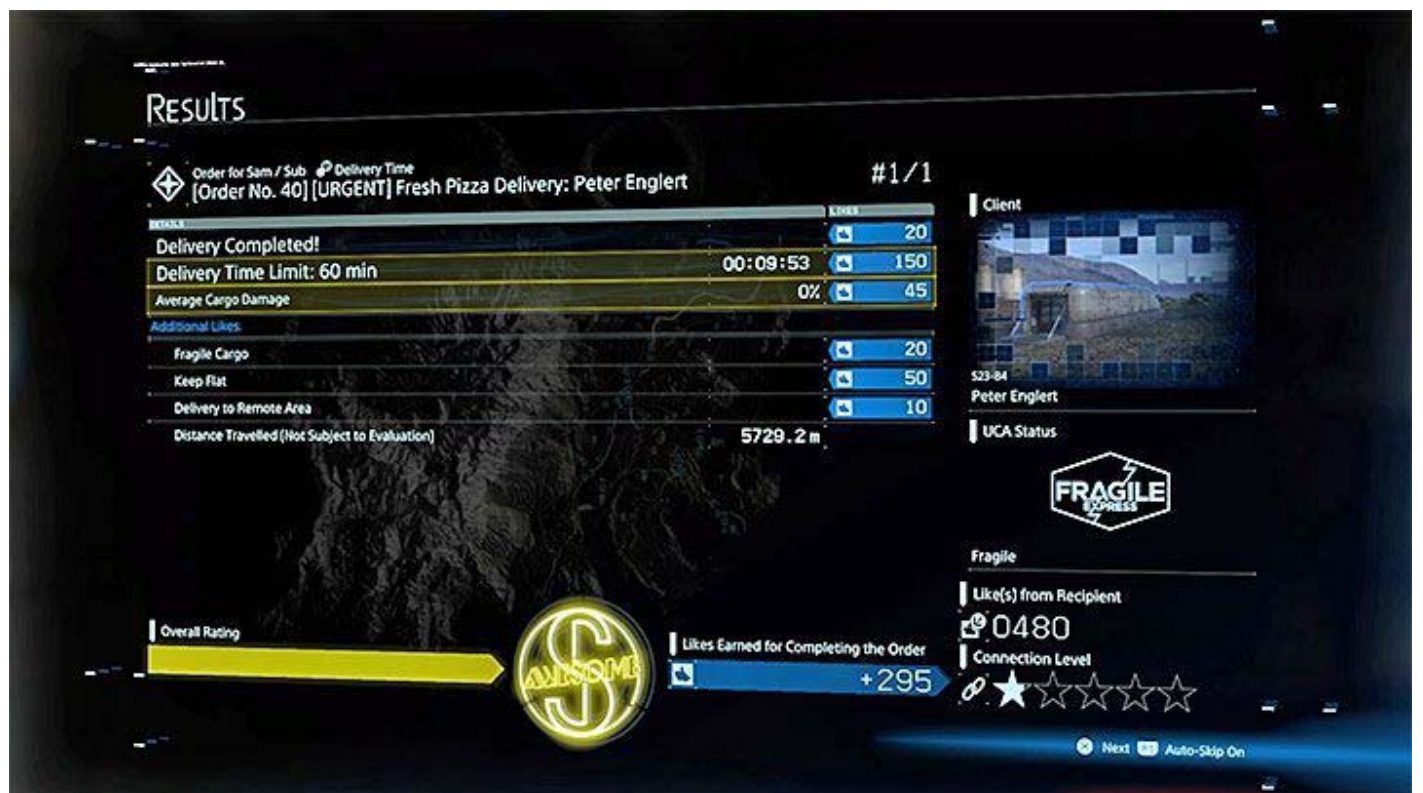 Results
Order for Sam / Sub Delivery Time
[Order No. 40] [URGENT] Fresh Pizza Delivery: Peter Englert
#1/1
DETAILS LIKES
Delivery Completed! 20
Delivery Time Limit: 60 min 00:09:53 150
Average Cargo Damage 0% 45
Additional Likes
Fragile Cargo 20
Keep Flat 50
Delivery to Remote Area 10
Distance Travelled (Not Subject to Evaluation) 5729.2 m
Overall Rating
S
AWESOME
Likes Earned for Completing the Order
+295
Client
S23-84
Peter Englert
UCA Status
FRAGILE
EXPRESS
Fragile
Like(s) from Recipient
0480
Connection Level
Next Auto-Skip On